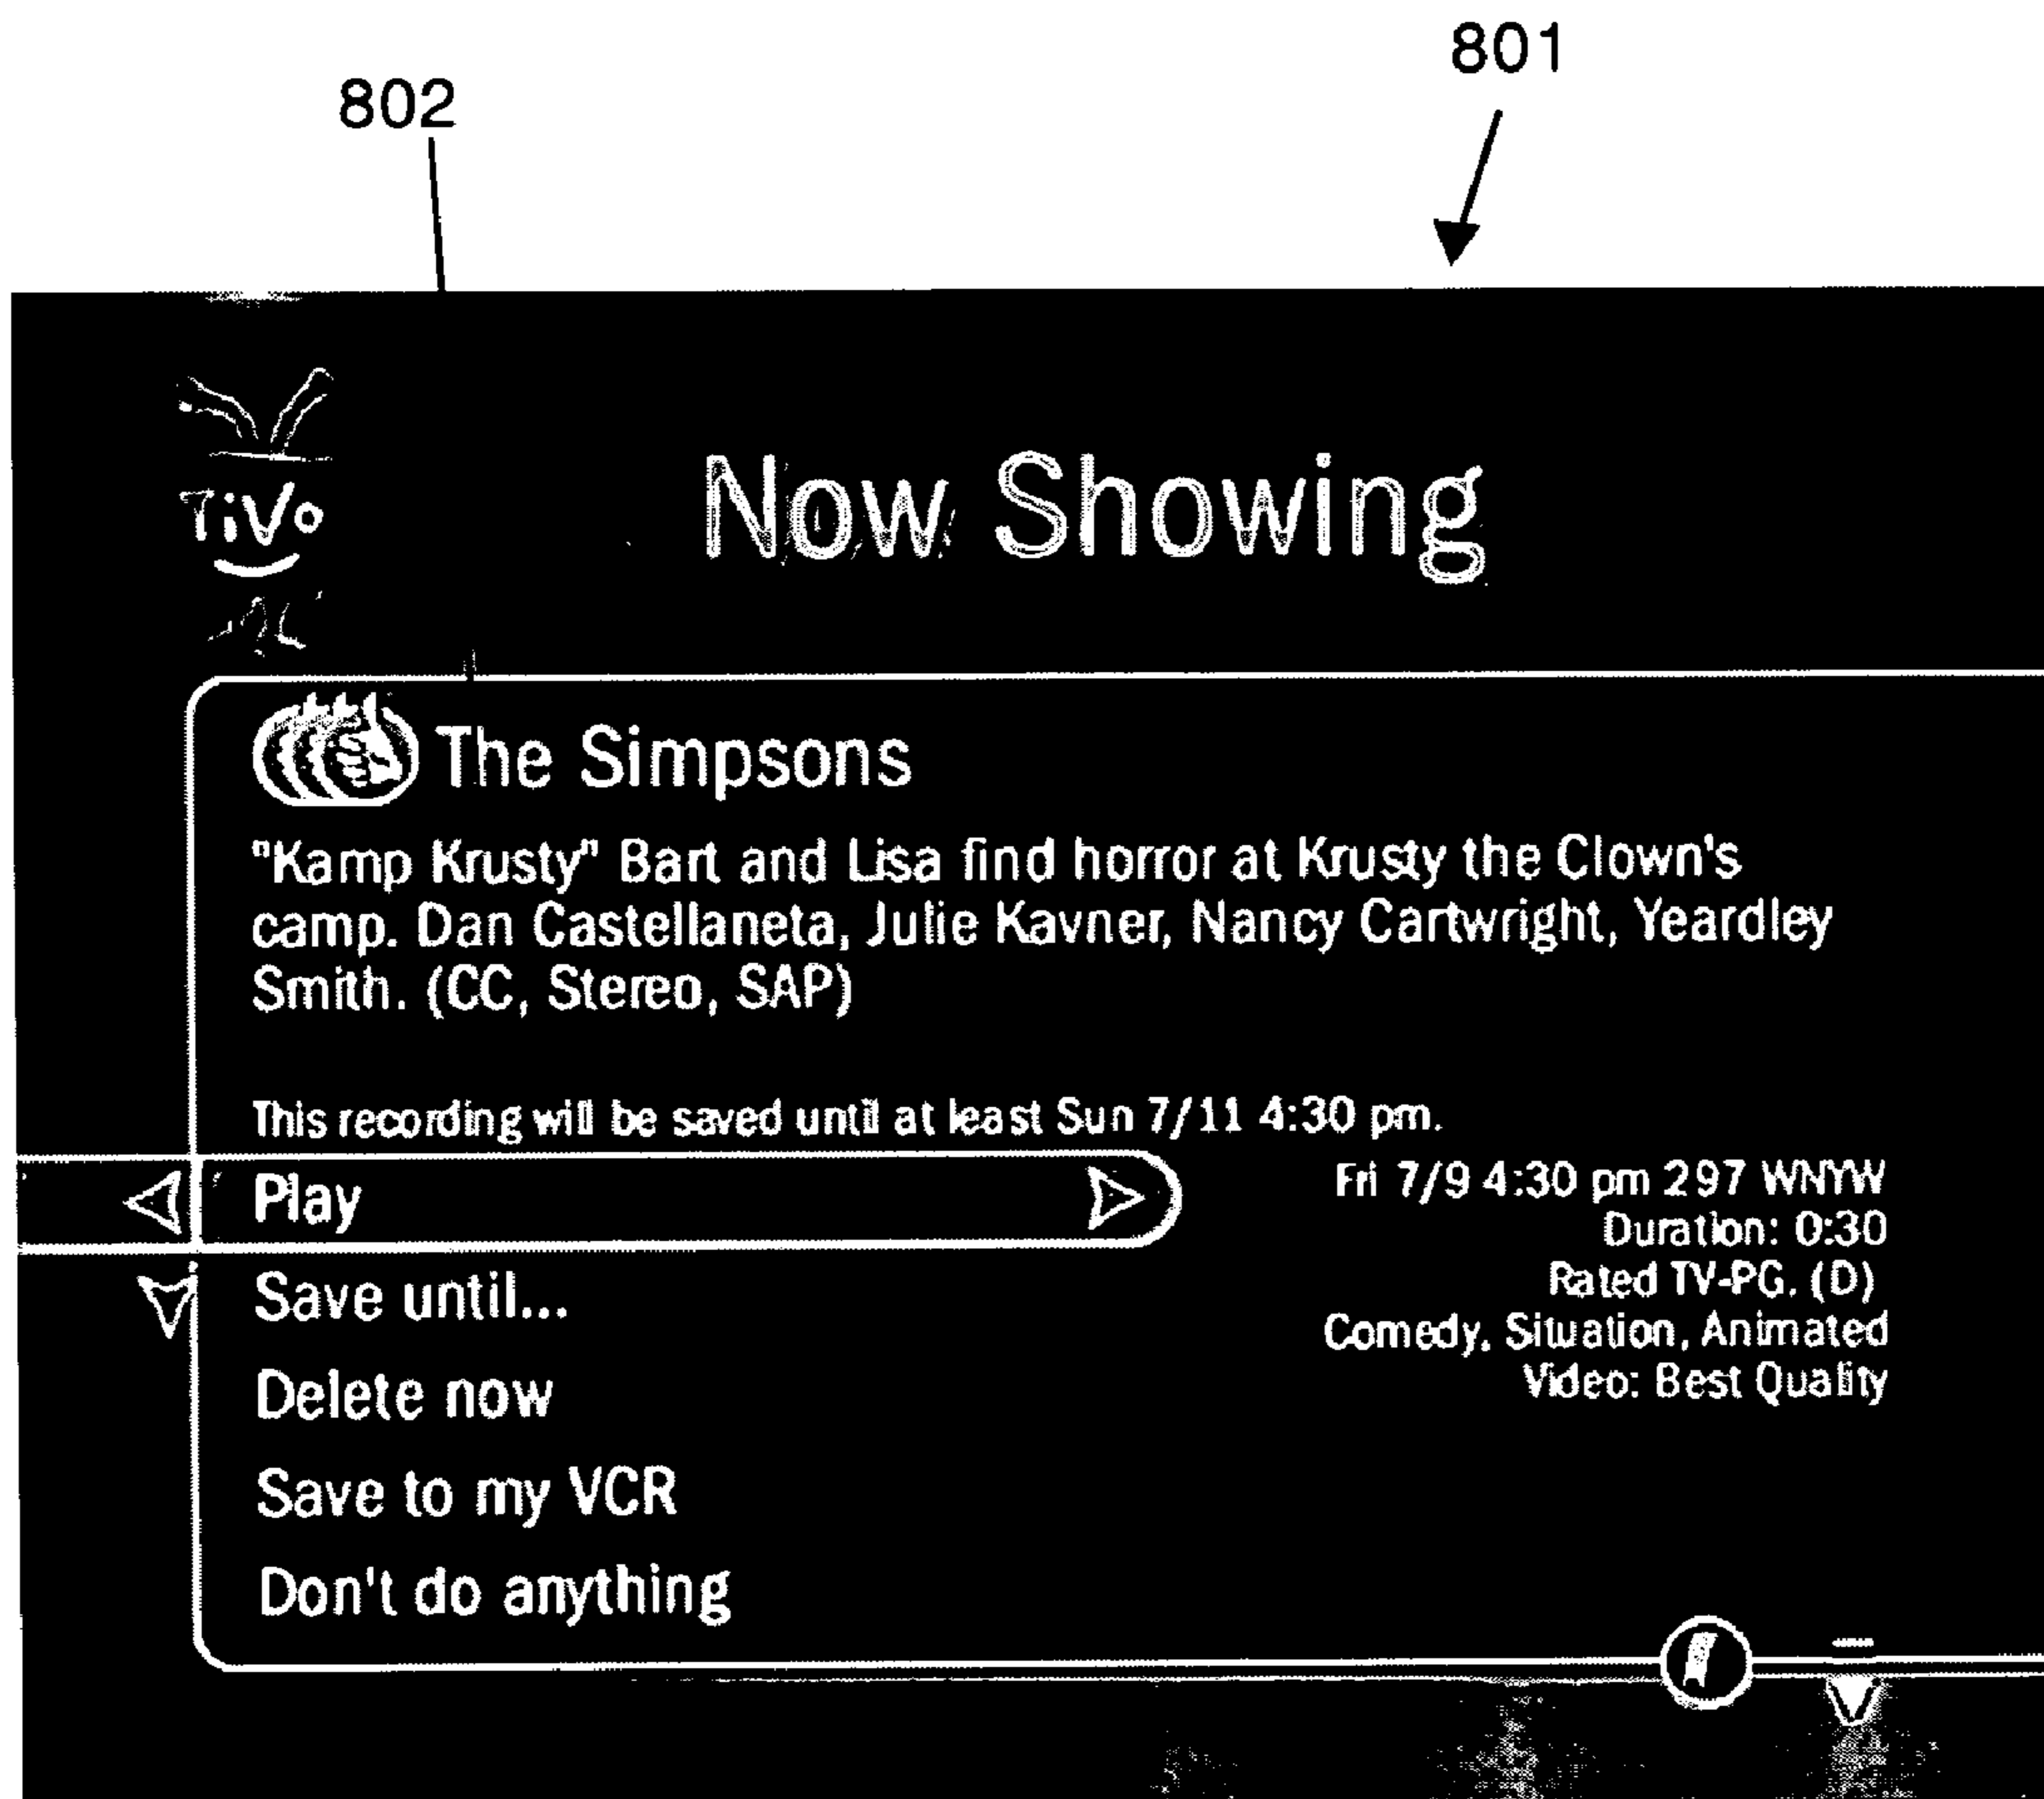 801
802
TiVo
Now Showing
The Simpsons
"Kamp Krusty" Bart and Lisa find horror at Krusty the Clown's
camp. Dan Castellaneta, Julie Kavner, Nancy Cartwright, Yeardley
Smith. (CC, Stereo, SAP)
This recording will be saved until at least Sun 7/11 4:30 pm.
Play
Fri 7/9 4:30 pm 297 WNYW
Duration: 0:30
Rated TV-PG. (D)
Comedy, Situation, Animated
Video: Best Quality
Save until...
Delete now
Save to my VCR
Don't do anything